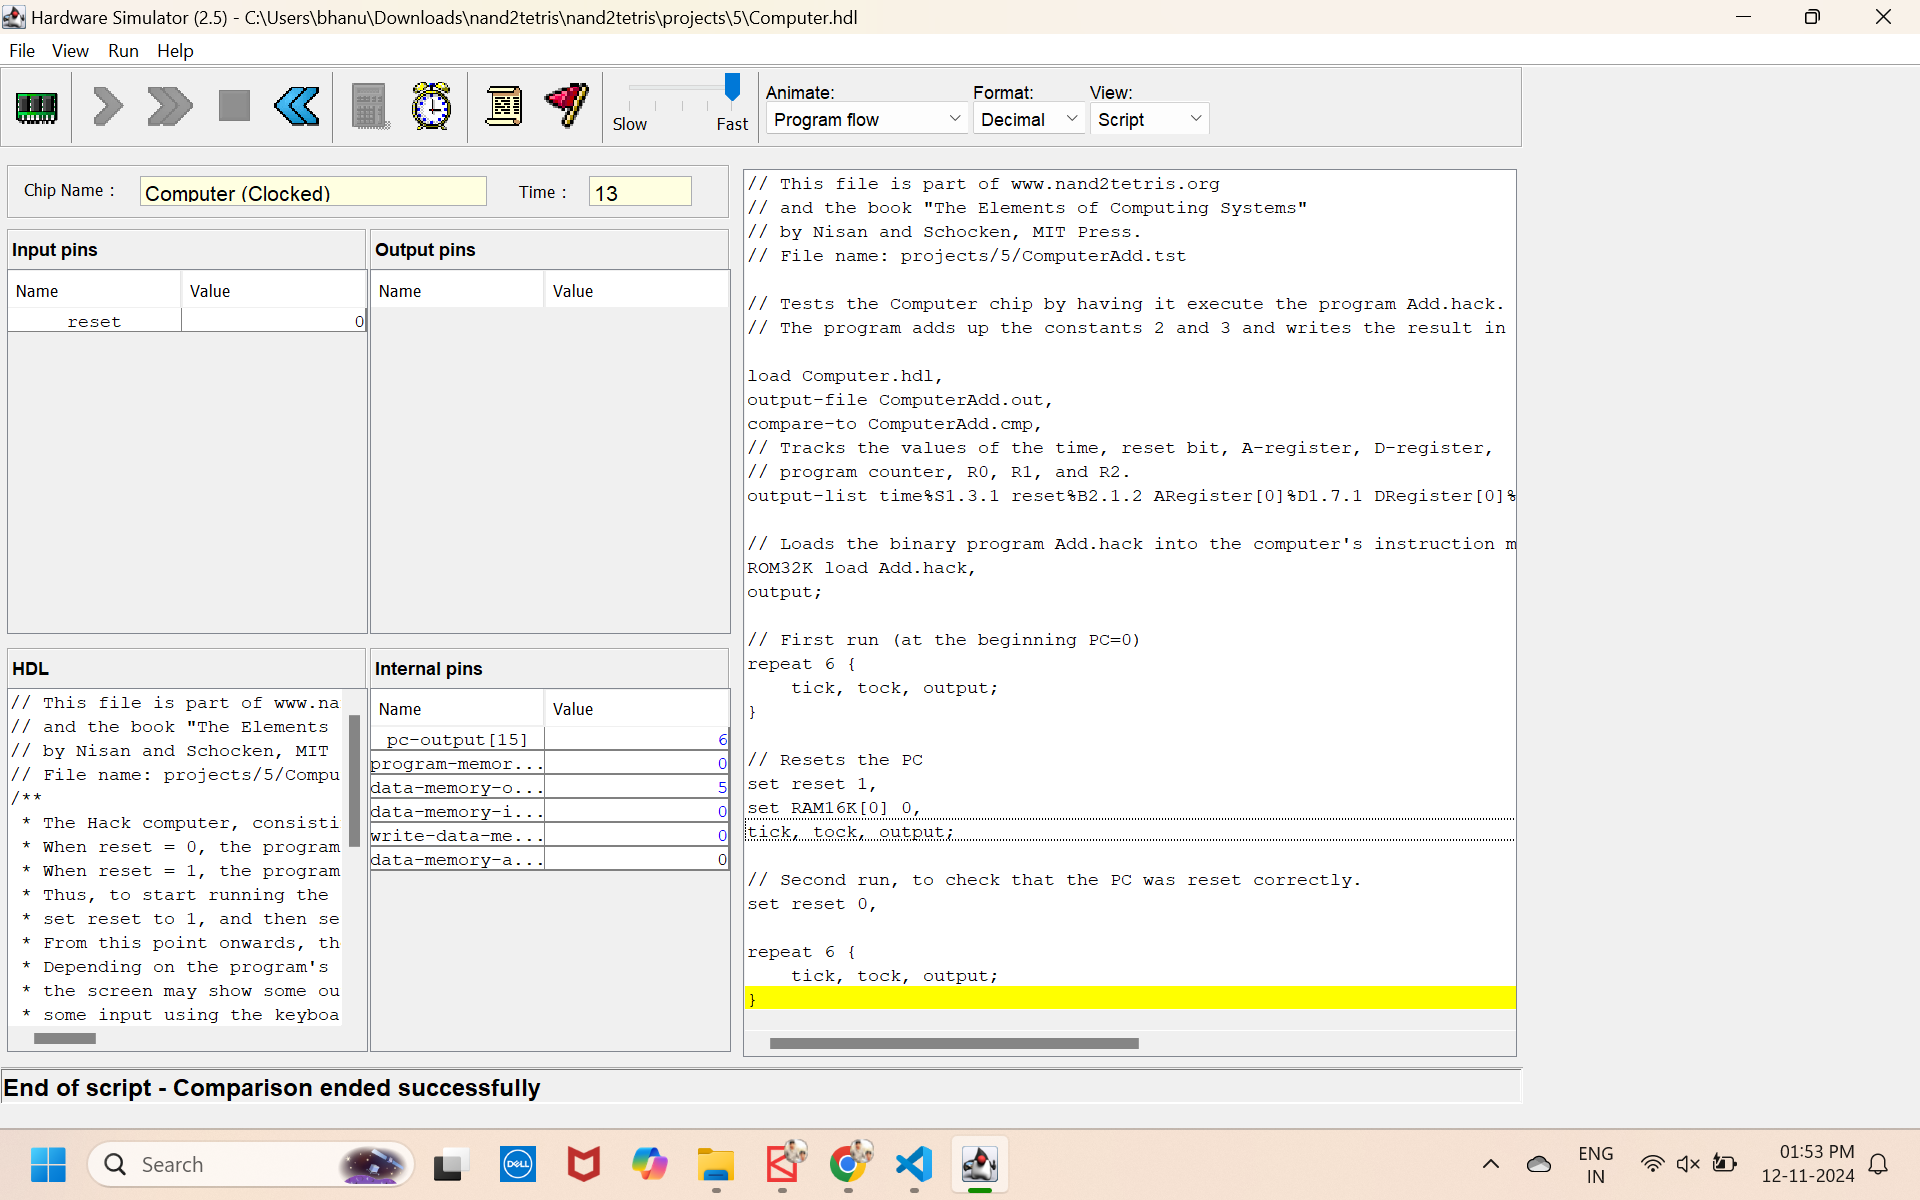 Hardware Simulator (2.5) - C:\Users\bhanu\Downloads\nand2tetris\nand2tetris\projects\5\Computer.hdl
File View Run Help
Slow Fast
Animate: Format: View:
Program flow Decimal Script
Chip Name : Computer (Clocked) Time : 13
Input pins
Name Value
reset 0
Output pins
Name Value
HDL
// This file is part of www.na
// and the book "The Elements
// by Nisan and Schocken, MIT
// File name: projects/5/Compu
/**
* The Hack computer, consisti
* When reset = 0, the program
* When reset = 1, the program
* Thus, to start running the
* set reset to 1, and then se
* From this point onwards, th
* Depending on the program's
* the screen may show some ou
* some input using the keyboa
Internal pins
Name Value
pc-output[15] 6
program-memor... 0
data-memory-o... 5
data-memory-i... 0
write-data-me... 0
data-memory-a... 0
// This file is part of www.nand2tetris.org
// and the book "The Elements of Computing Systems"
// by Nisan and Schocken, MIT Press.
// File name: projects/5/ComputerAdd.tst
// Tests the Computer chip by having it execute the program Add.hack.
// The program adds up the constants 2 and 3 and writes the result in
load Computer.hdl,
output-file ComputerAdd.out,
compare-to ComputerAdd.cmp,
// Tracks the values of the time, reset bit, A-register, D-register,
// program counter, R0, R1, and R2.
output-list time%S1.3.1 reset%B2.1.2 ARegister[0]%D1.7.1 DRegister[0]%
// Loads the binary program Add.hack into the computer's instruction m
ROM32K load Add.hack,
output;
// First run (at the beginning PC=0)
repeat 6 {
tick, tock, output;
}
// Resets the PC
set reset 1,
set RAM16K[0] 0,
tick, tock, output;
// Second run, to check that the PC was reset correctly.
set reset 0,
repeat 6 {
tick, tock, output;
}
End of script - Comparison ended successfully
Search
DELL
ENG
IN
01:53 PM
12-11-2024